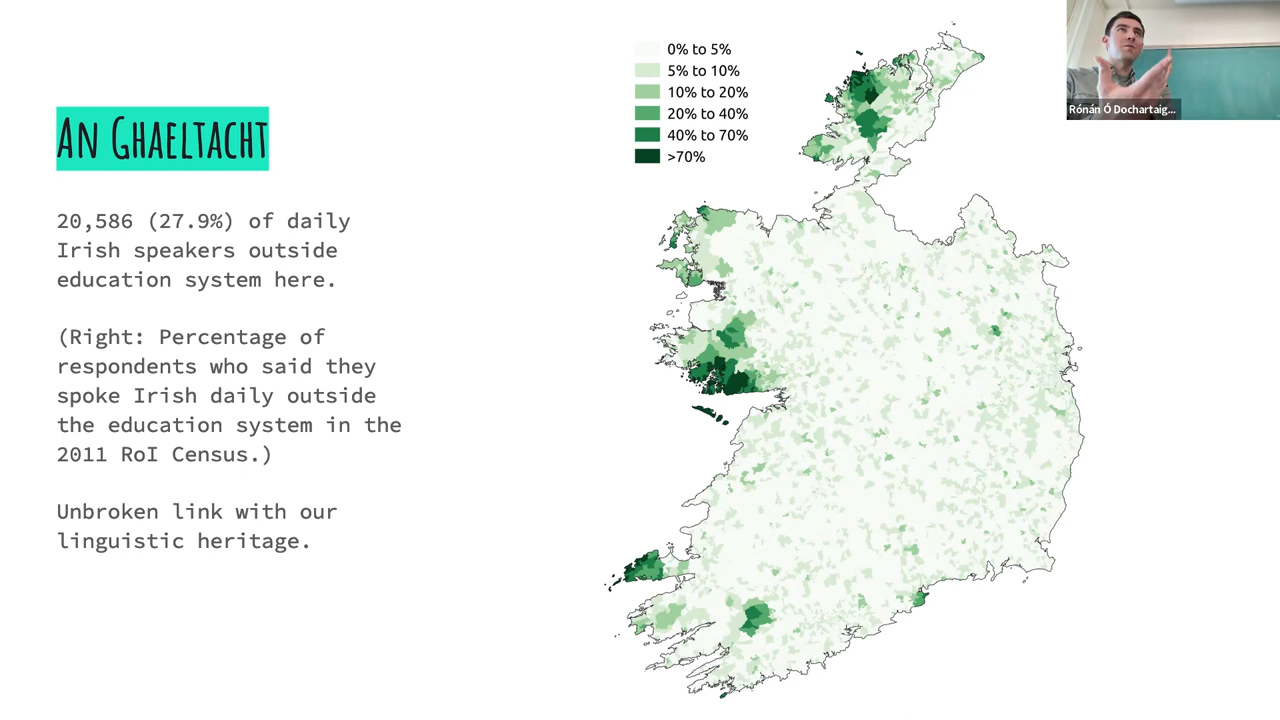 An Ghaeltacht
20,586 (27.9%) of daily
Irish speakers outside
education system here.
(Right: Percentage of
respondents who said they
spoke Irish daily outside
the education system in the
2011 RoI Census.)
Unbroken link with our
linguistic heritage.
0% to 5%
5% to 10%
10% to 20%
20% to 40%
40% to 70%
>70%
Rónán Ó Dochartaig...